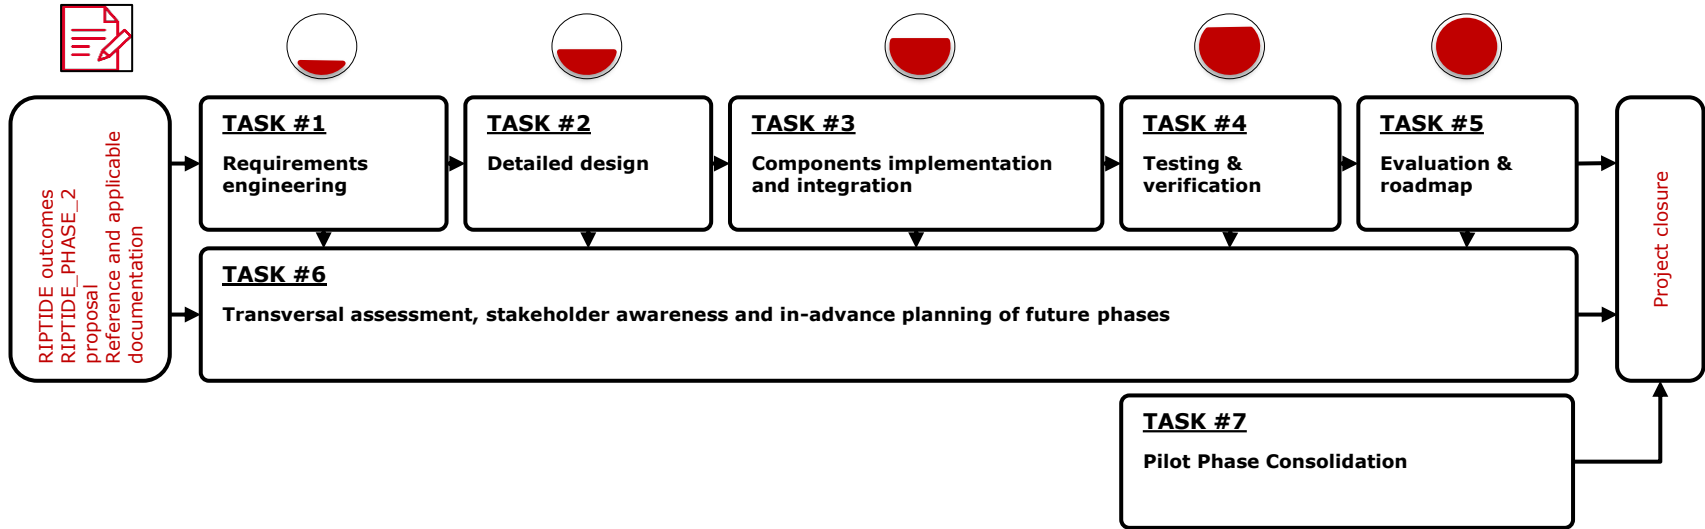 RIPTIDE outcomes
RIPTIDE_PHASE_2
proposal
Reference and applicable
documentation
TASK #1
Requirements
engineering
TASK #2
Detailed design
TASK #3
Components implementation
and integration
TASK #4
Testing &
verification
TASK #5
Evaluation &
roadmap
TASK #6
Transversal assessment, stakeholder awareness and in-advance planning of future phases
TASK #7
Pilot Phase Consolidation
Project closure